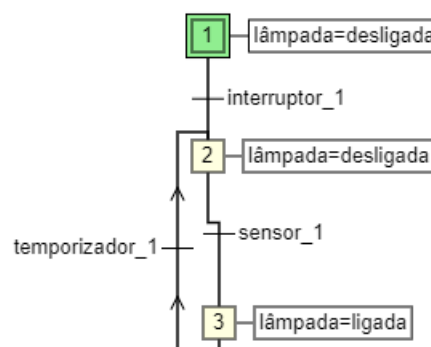 1 lâmpada=desligada
interruptor_1
2 lâmpada=desligada
temporizador_1 sensor_1
3 lâmpada=ligada